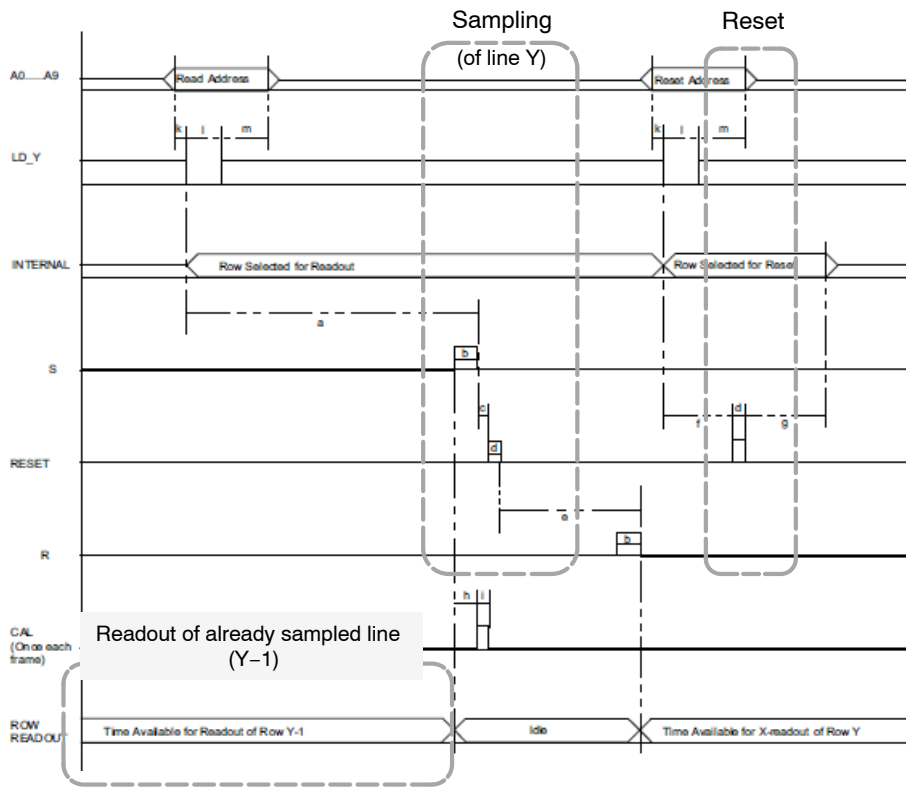 Sampling
Reset
(of line Y)
A0.....A9
Read Address
Reset Address
k l m
k l m
LD_Y
INTERNAL
Row Selected for Readout
Row Selected for Reset
a
b
S
c
d
f
d
g
RESET
e
b
R
h i
CAL
(Once each
frame)
Readout of already sampled line
(Y−1)
ROW
READOUT
Time Available for Readout of Row Y-1
Idle
Time Available for X-readout of Row Y